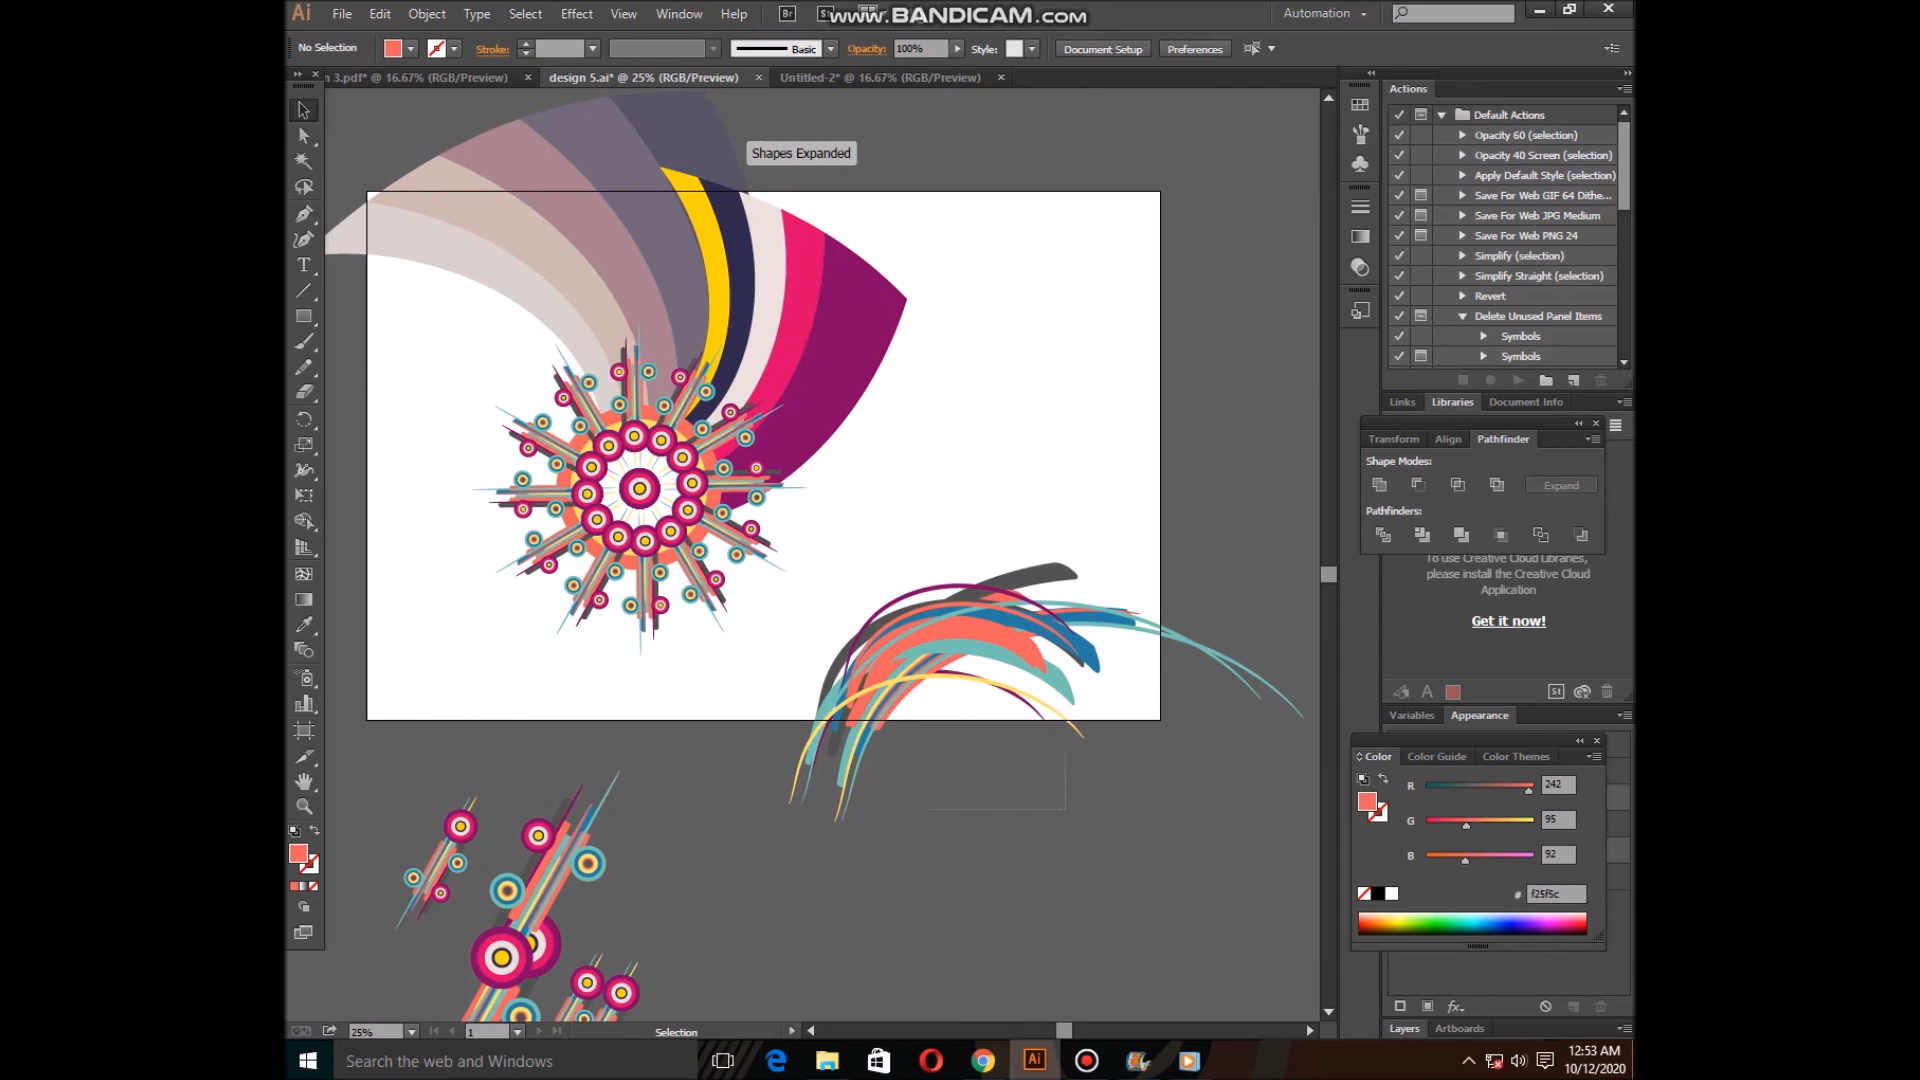 Ai File Edit Object Type Select Effect View Window Help Br St www.BANDICAM.com Automation
No Selection Stroke: Basic Opacity: 100% Style: Document Setup Preferences
n 3.pdf* @ 16.67% (RGB/Preview) × design 5.ai* @ 25% (RGB/Preview) × Untitled-2* @ 16.67% (RGB/Preview) ×
Actions
Default Actions
Opacity 60 (selection)
Opacity 40 Screen (selection)
Apply Default Style (selection)
Save For Web GIF 64 Dithe...
Save For Web JPG Medium
Save For Web PNG 24
Simplify (selection)
Simplify Straight (selection)
Revert
Delete Unused Panel Items
Symbols
Symbols
Shapes Expanded
Links Libraries Document Info
Transform Align Pathfinder
Shape Modes:
Expand
Pathfinders:
To use Creative Cloud Libraries,
please install the Creative Cloud
Application
Get it now!
St
Variables Appearance
Color Color Guide Color Themes
R 242
G 95
B 92
# f25f5c
fx
Layers Artboards
25% 1 Selection
Search the web and Windows
Ai
12:53 AM
10/12/2020